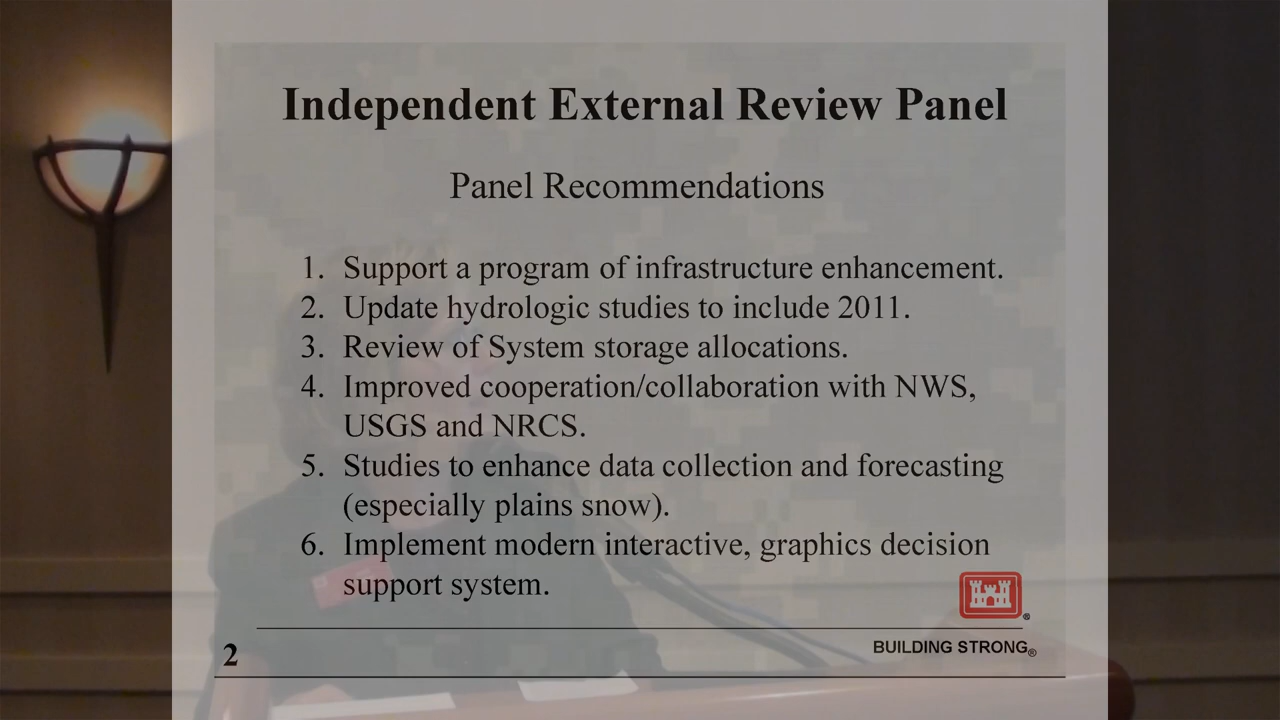 Independent External Review Panel
Panel Recommendations
1. Support a program of infrastructure enhancement.
2. Update hydrologic studies to include 2011.
3. Review of System storage allocations.
4. Improved cooperation/collaboration with NWS,
USGS and NRCS.
5. Studies to enhance data collection and forecasting
(especially plains snow).
6. Implement modern interactive, graphics decision
support system.
®
2
BUILDING STRONG®